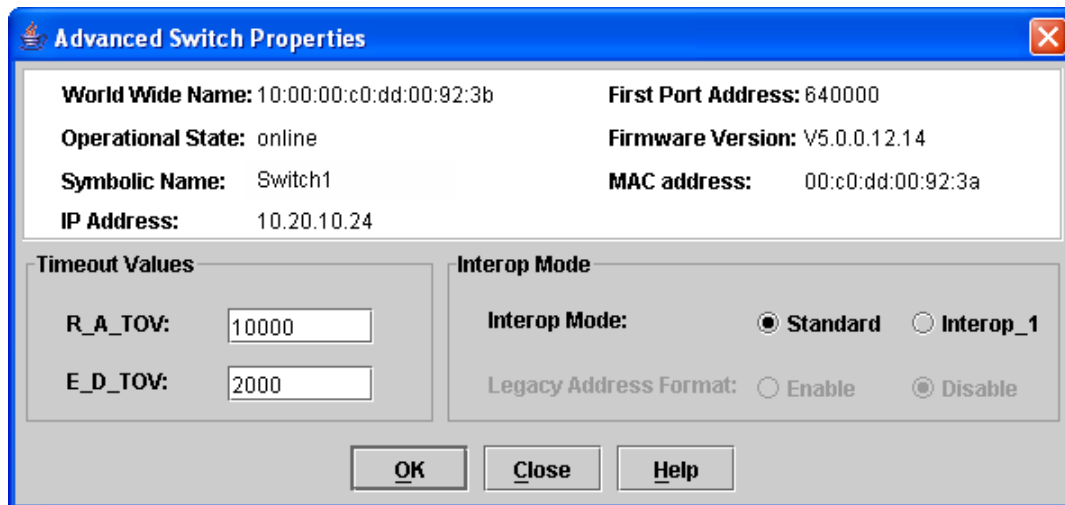 Advanced Switch Properties
World Wide Name: 10:00:00:c0:dd:00:92:3b
First Port Address: 640000
Operational State: online
Firmware Version: V5.0.0.12.14
Symbolic Name: Switch1
MAC address: 00:c0:dd:00:92:3a
IP Address: 10.20.10.24
Timeout Values
R_A_TOV: 10000
E_D_TOV: 2000
Interop Mode
Interop Mode: Standard Interop_1
Legacy Address Format: Enable Disable
OK Close Help